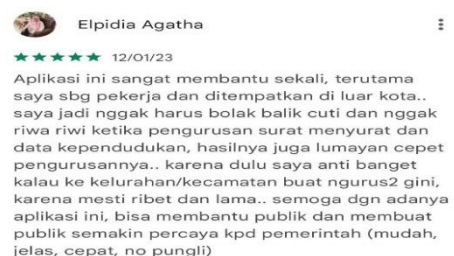 Elpidia Agatha
12/01/23
Aplikasi ini sangat membantu sekali, terutama
saya sbg pekerja dan ditempatkan di luar kota..
saya jadi nggak harus bolak balik cuti dan nggak
riwa riwi ketika pengurusan surat menyurat dan
data kependudukan, hasilnya juga lumayan cepet
pengurusannya.. karena dulu saya anti banget
kalau ke kelurahan/kecamatan buat ngurus2 gini,
karena mesti ribet dan lama.. semoga dgn adanya
aplikasi ini, bisa membantu publik dan membuat
publik semakin percaya kpd pemerintah (mudah,
jelas, cepat, no pungli)